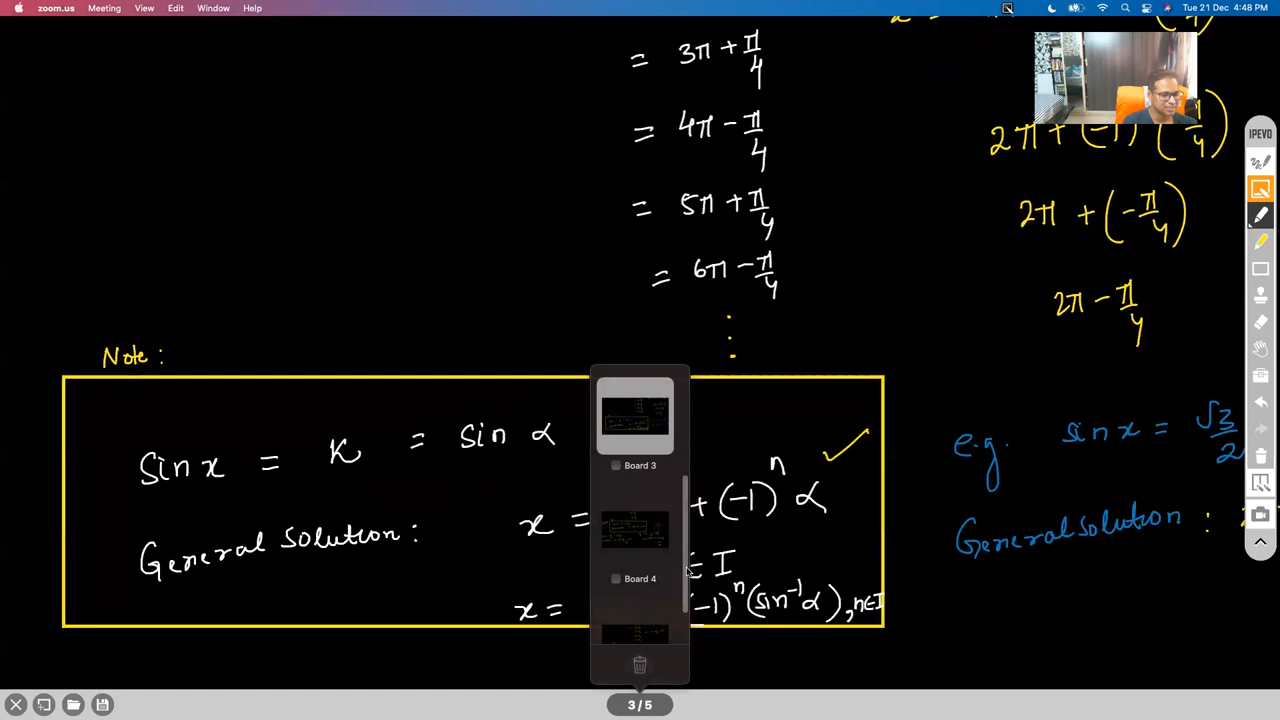 zoom.us Meeting View Edit Window Help Tue 21 Dec 4:48 PM
= 3π + π/4
= 4π - π/4
= 5π + π/4
= 6π - π/4
⋮
2π + (-1) (π/4)
2π + (-π/4)
2π - π/4
IPEVO
Note:
Sin x = K = sin α
General solution: x = + (-1)^n α
∈ I
x = (-1)^n (sin⁻¹ α), n∈I
e.g. sin x = √3/2
General solution :
Board 3
Board 4
3 / 5